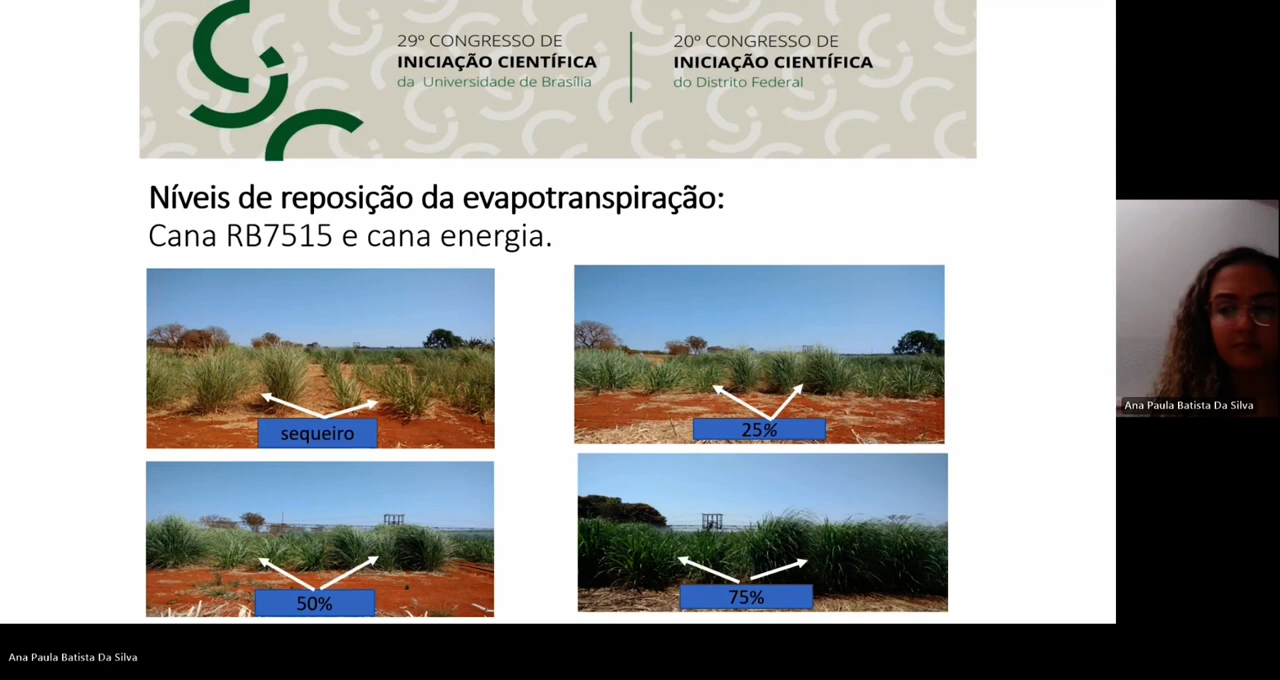 29º CONGRESSO DE
INICIAÇÃO CIENTÍFICA
da Universidade de Brasília
20º CONGRESSO DE
INICIAÇÃO CIENTÍFICA
do Distrito Federal
Níveis de reposição da evapotranspiração:
Cana RB7515 e cana energia.
sequeiro
25%
50%
75%
Ana Paula Batista Da Silva
Ana Paula Batista Da Silva